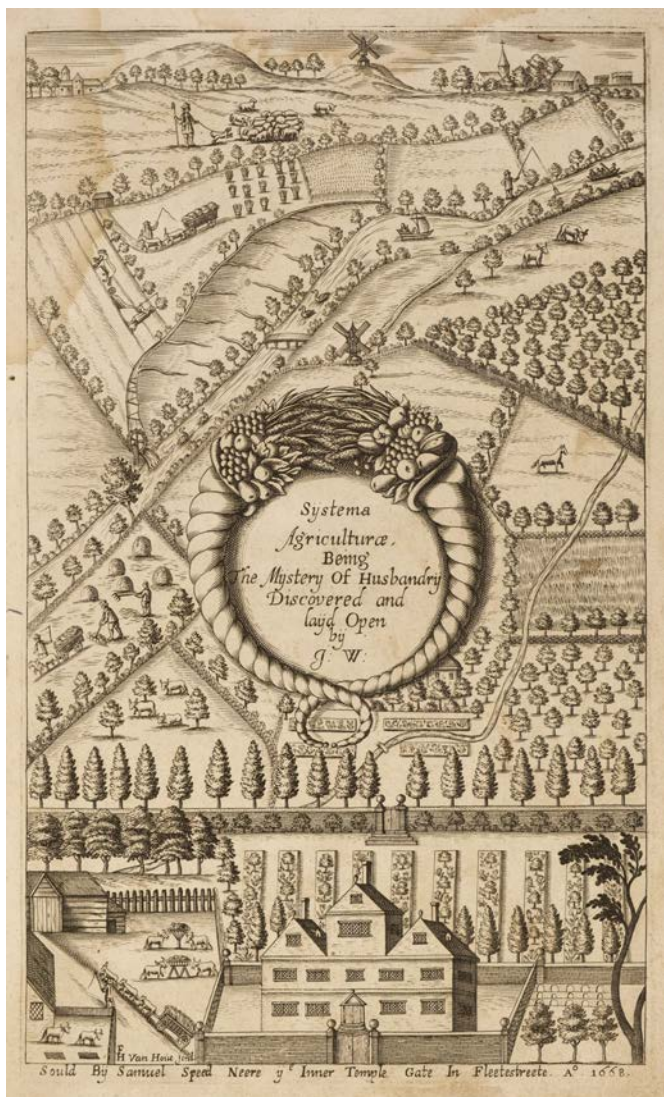 Systema
Agriculturæ,
Being
The Mystery Of Husbandry
Discovered and
layd Open
by
J: W:
F H Van Houe
Sould By Samuel Speed Neere yᵉ Inner Temple Gate In Fleetestreete. Aº 1668.